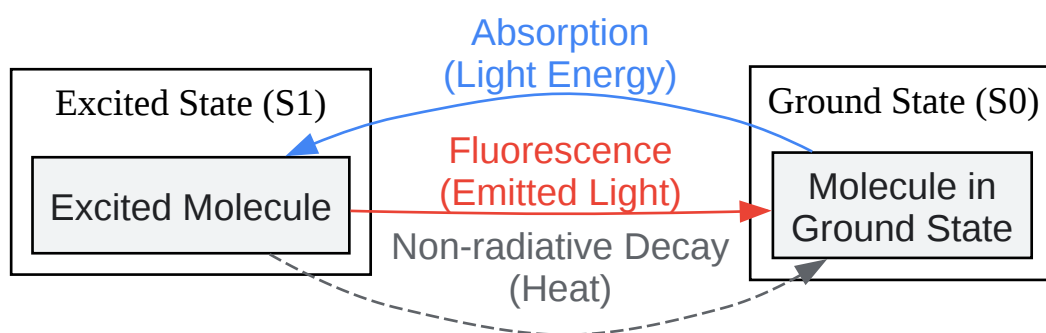 Absorption
(Light Energy)
Excited State (S1)
Ground State (S0)
Fluorescence
(Emitted Light)
Excited Molecule
Molecule in
Ground State
Non-radiative Decay
(Heat)